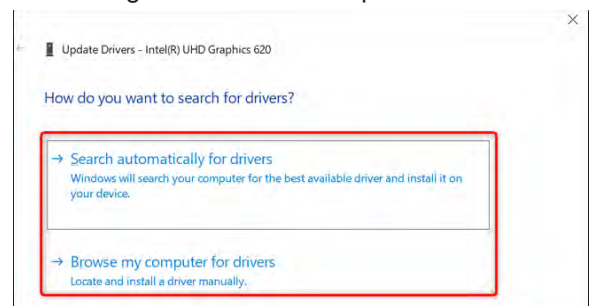 Update Drivers - Intel(R) UHD Graphics 620
How do you want to search for drivers?
→ Search automatically for drivers
Windows will search your computer for the best available driver and install it on
your device.
→ Browse my computer for drivers
Locate and install a driver manually.